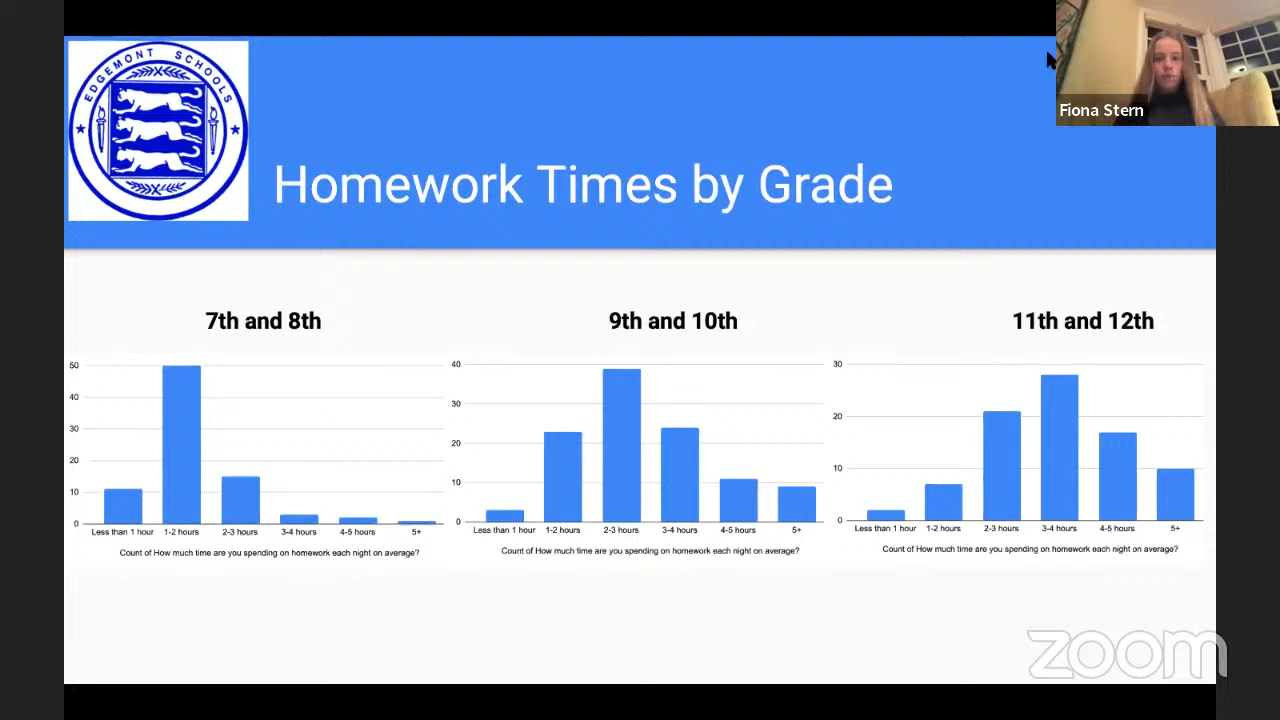 EDGEMONT SCHOOLS
Fiona Stern
Homework Times by Grade
7th and 8th
50
40
30
20
10
0
Less than 1 hour 1-2 hours 2-3 hours 3-4 hours 4-5 hours 5+
Count of How much time are you spending on homework each night on average?
9th and 10th
40
30
20
10
0
Less than 1 hour 1-2 hours 2-3 hours 3-4 hours 4-5 hours 5+
Count of How much time are you spending on homework each night on average?
11th and 12th
30
20
10
0
Less than 1 hour 1-2 hours 2-3 hours 3-4 hours 4-5 hours 5+
Count of How much time are you spending on homework each night on average?
zoom